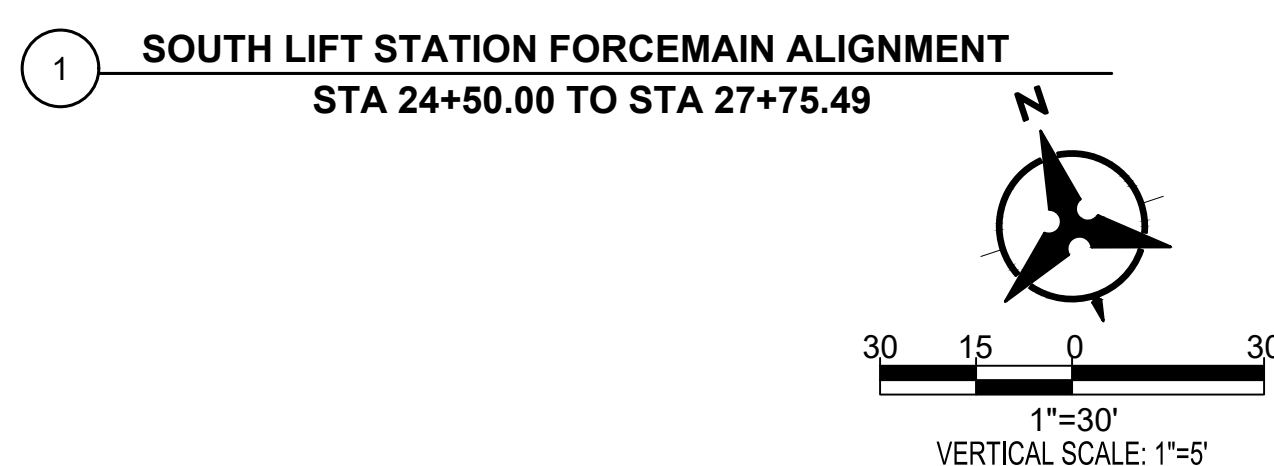 1
SOUTH LIFT STATION FORCEMAIN ALIGNMENT
STA 24+50.00 TO STA 27+75.49
N
30 15 0 30
1"=30'
VERTICAL SCALE: 1"=5'